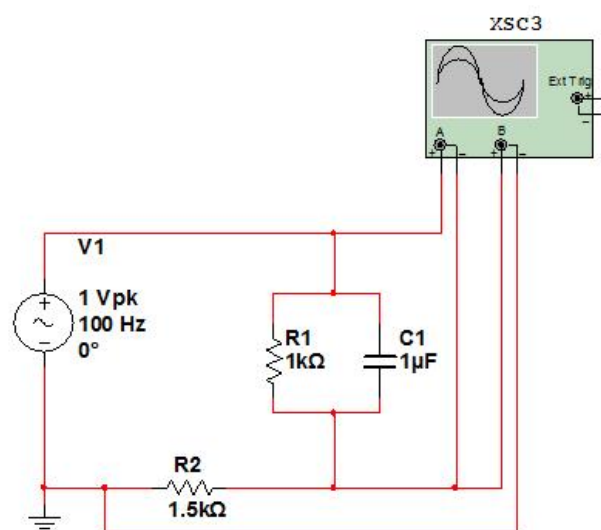 XSC3
Ext Trig
+
−
A
B
+ −
+ −
V1
+
−
1 Vpk
100 Hz
0°
R1
1kΩ
C1
1µF
R2
1.5kΩ